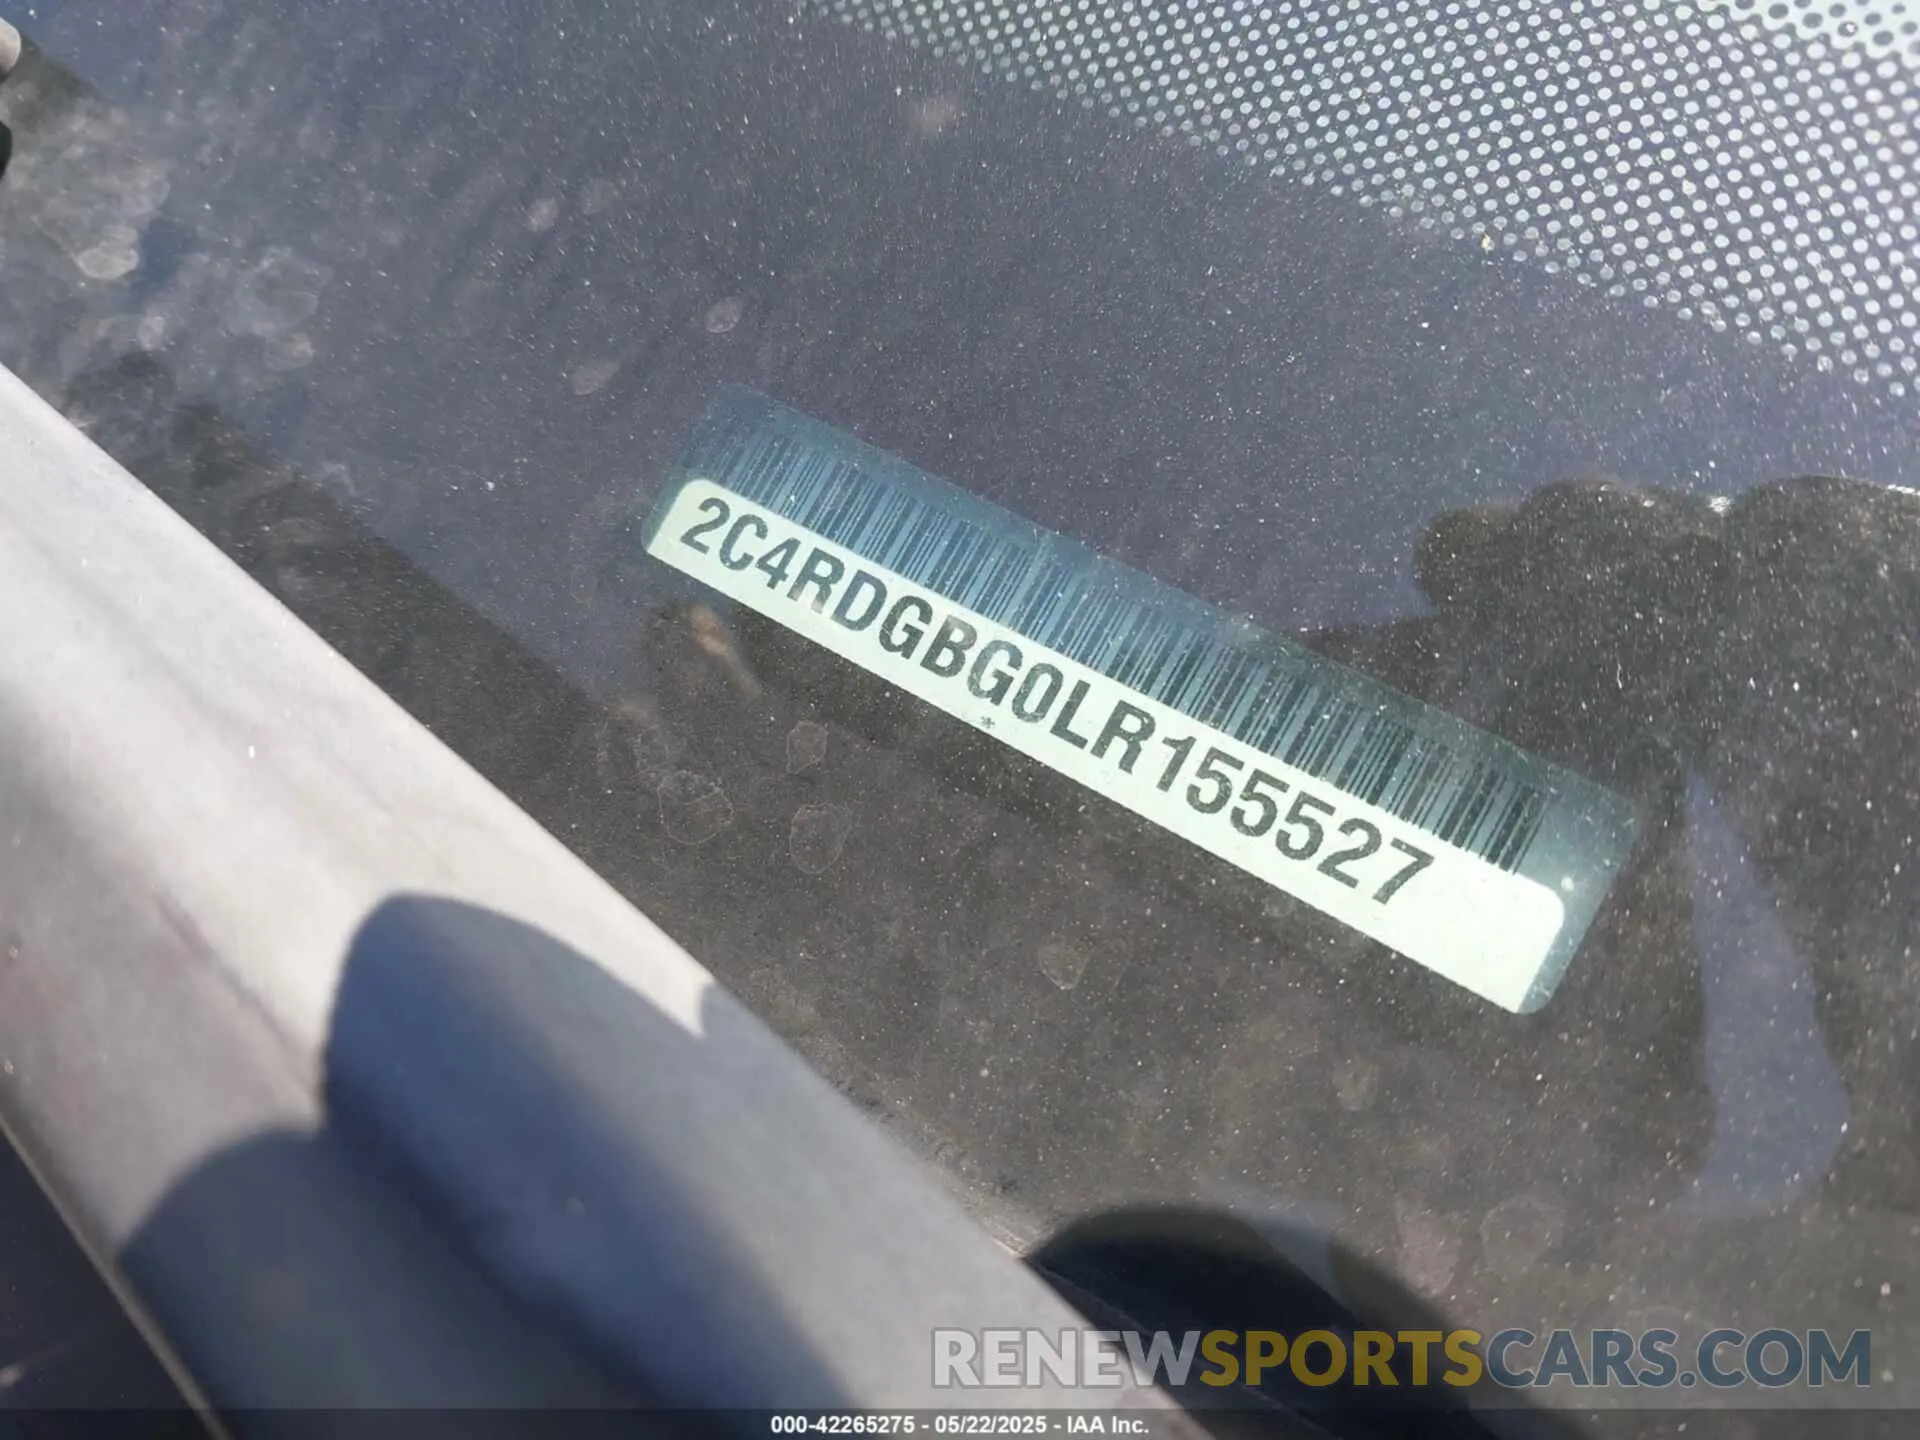 2C4RDGBG0LR155527
*
RENEWSPORTSCARS.COM
000-42265275 - 05/22/2025 - IAA Inc.